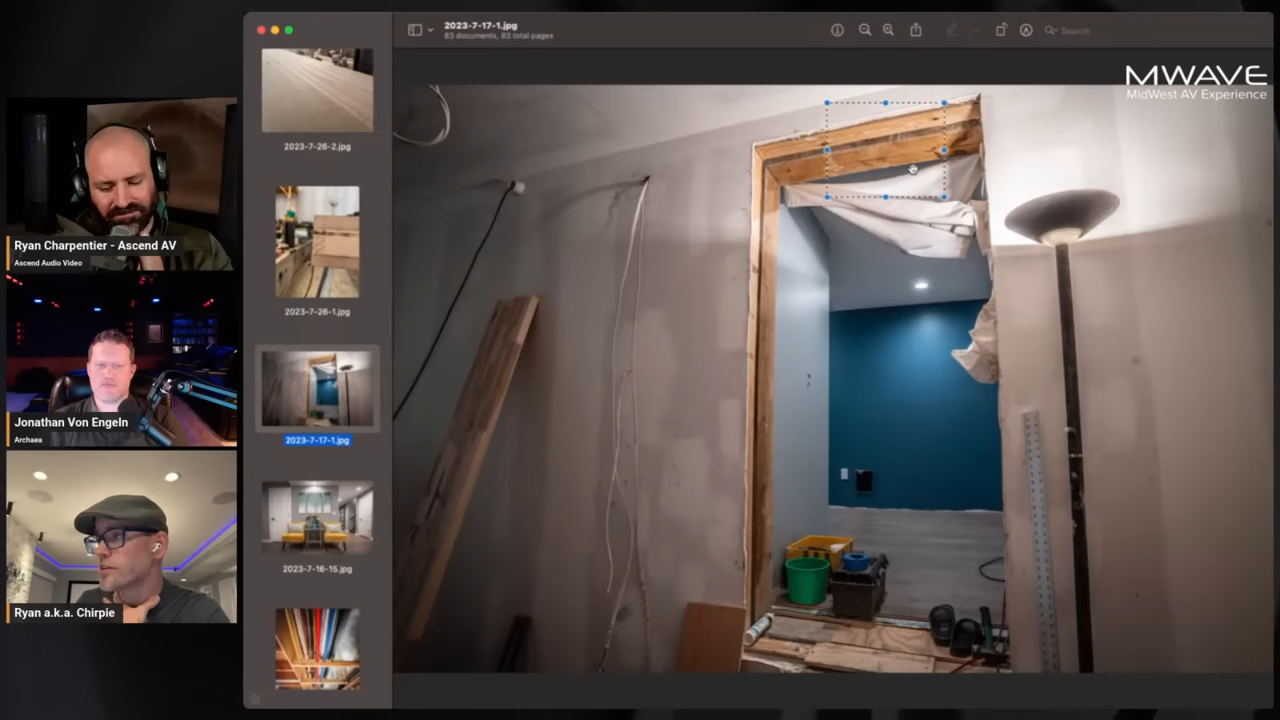 2023-7-17-1.jpg
83 documents, 83 total pages
Search
MWAVE
MidWest AV Experience
2023-7-26-2.jpg
2023-7-26-1.jpg
2023-7-17-1.jpg
2023-7-16-15.jpg
Ryan Charpentier - Ascend AV
Ascend Audio Video
Jonathan Von Engeln
Archaea
Ryan a.k.a. Chirpie